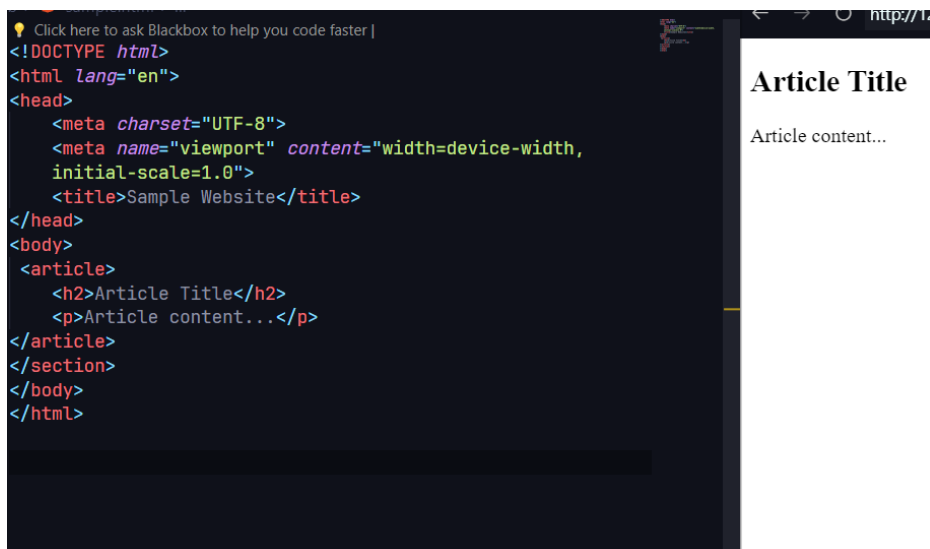 Click here to ask Blackbox to help you code faster |
<!DOCTYPE html>
<html lang="en">
<head>
    <meta charset="UTF-8">
    <meta name="viewport" content="width=device-width,
    initial-scale=1.0">
    <title>Sample Website</title>
</head>
<body>
 <article>
    <h2>Article Title</h2>
    <p>Article content...</p>
</article>
</section>
</body>
</html>
http://12
Article Title
Article content...